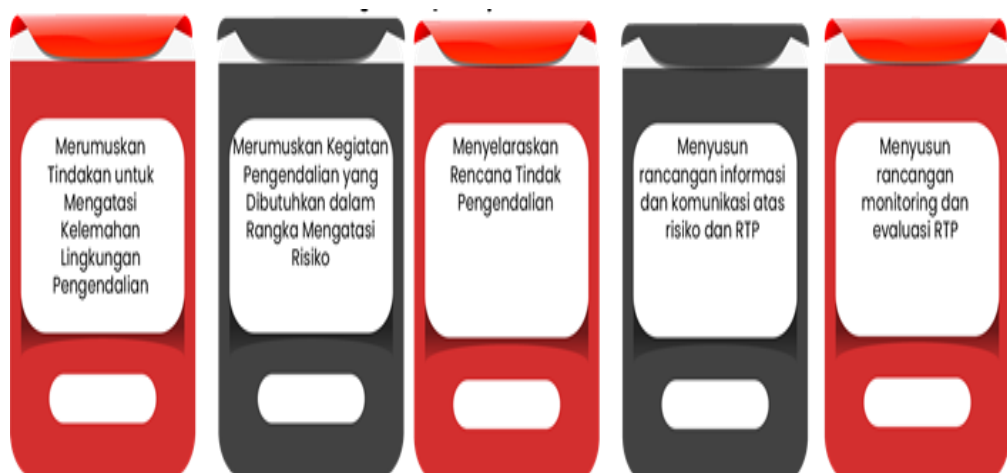 Merumuskan
Tindakan untuk
Mengatasi
Kelemahan
Lingkungan
Pengendalian
Merumuskan Kegiatan
Pengendalian yang
Dibutuhkan dalam
Rangka Mengatasi
Risiko
Menyelaraskan
Rencana Tindak
Pengendalian
Menyusun
rancangan informasi
dan komunikasi atas
risiko dan RTP
Menyusun
rancangan
monitoring dan
evaluasi RTP